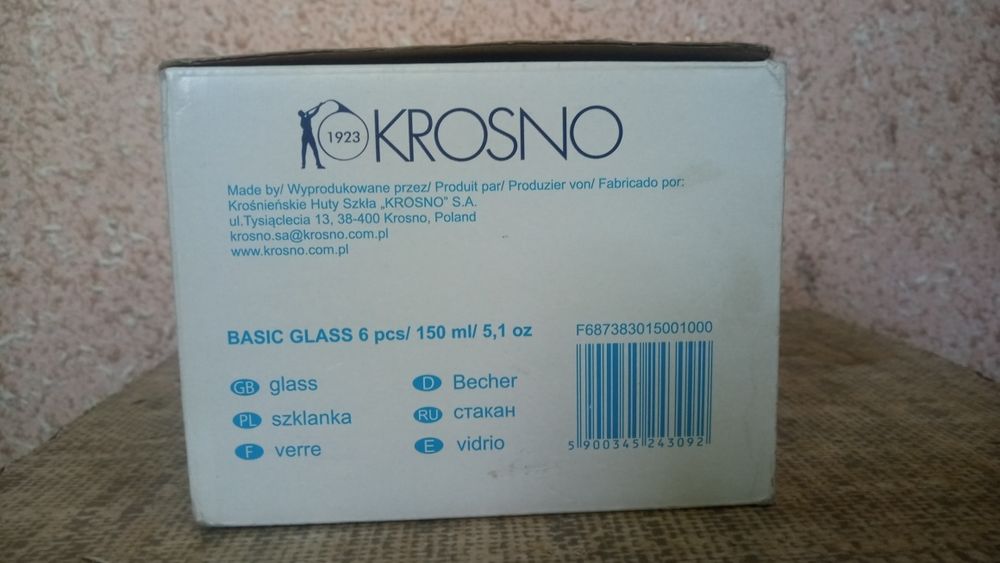 1923 KROSNO
Made by/ Wyprodukowane przez/ Produit par/ Produzier von/ Fabricado por:
Krośnieńskie Huty Szkła „KROSNO” S.A.
ul.Tysiąclecia 13, 38-400 Krosno, Poland
krosno.sa@krosno.com.pl
www.krosno.com.pl
BASIC GLASS 6 pcs/ 150 ml/ 5,1 oz
F687383015001000
GB glass
PL szklanka
F verre
D Becher
RU стакан
E vidrio
5 900345 243092